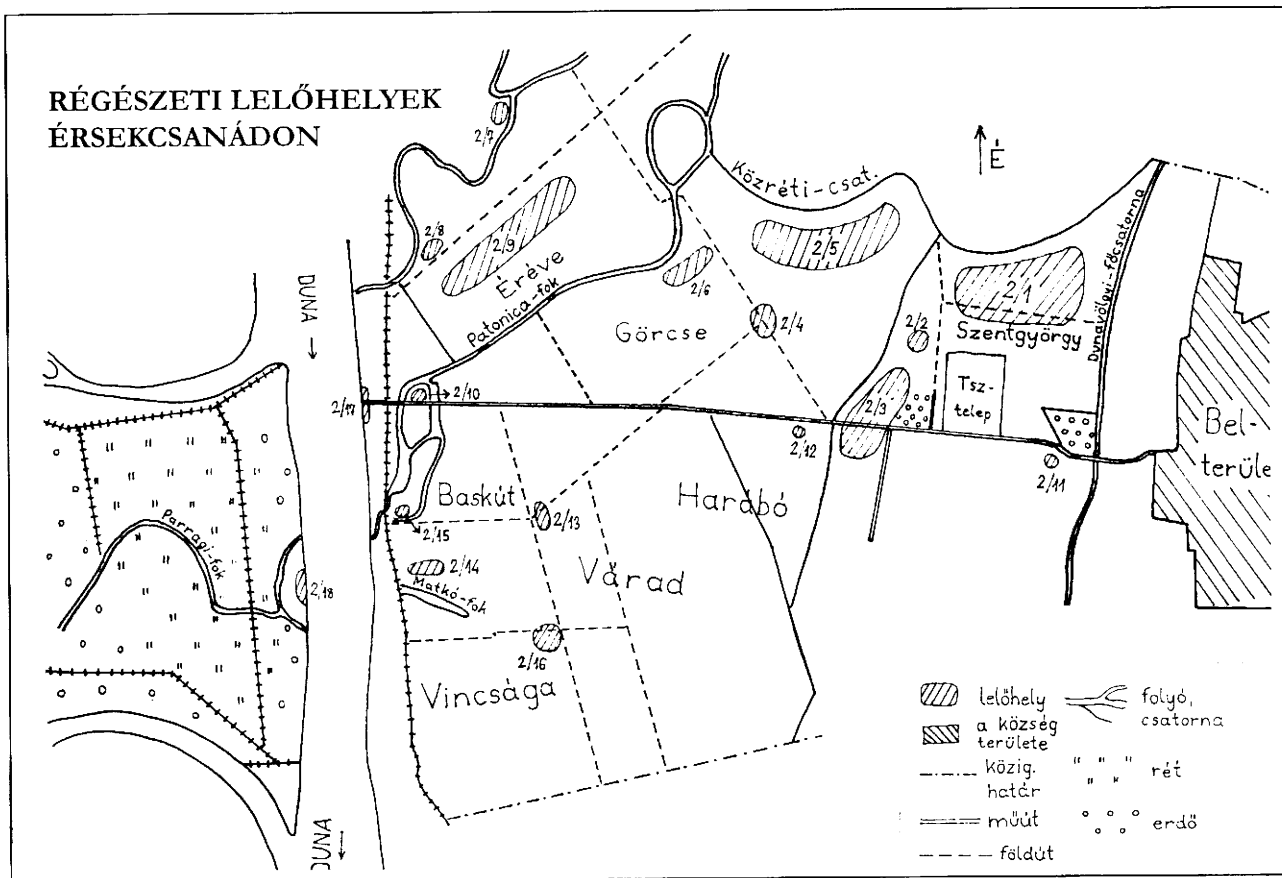 RÉGÉSZETI LELŐHELYEK
ÉRSEKCSANÁDON
2/7
Közréti-csat.
É
2/8
2/9
2/5
2/1
Éréve
2/6
Dunavölgyi-főcsatorna
DUNA
Patonica-fok
Görcse
2/4
2/2
Szentgyörgy
2/10
2/17
2/3
Tsz-
telep
Bel-
terüle
2/12
2/11
Baskút
Harábó
2/13
2/15
Parragi-fok
2/14
Várad
2/18
Matkó-fok
2/16
Vincsága
lelőhely
folyó,
csatorna
a község
területe
közig.
határ
rét
műút
erdő
földút
DUNA